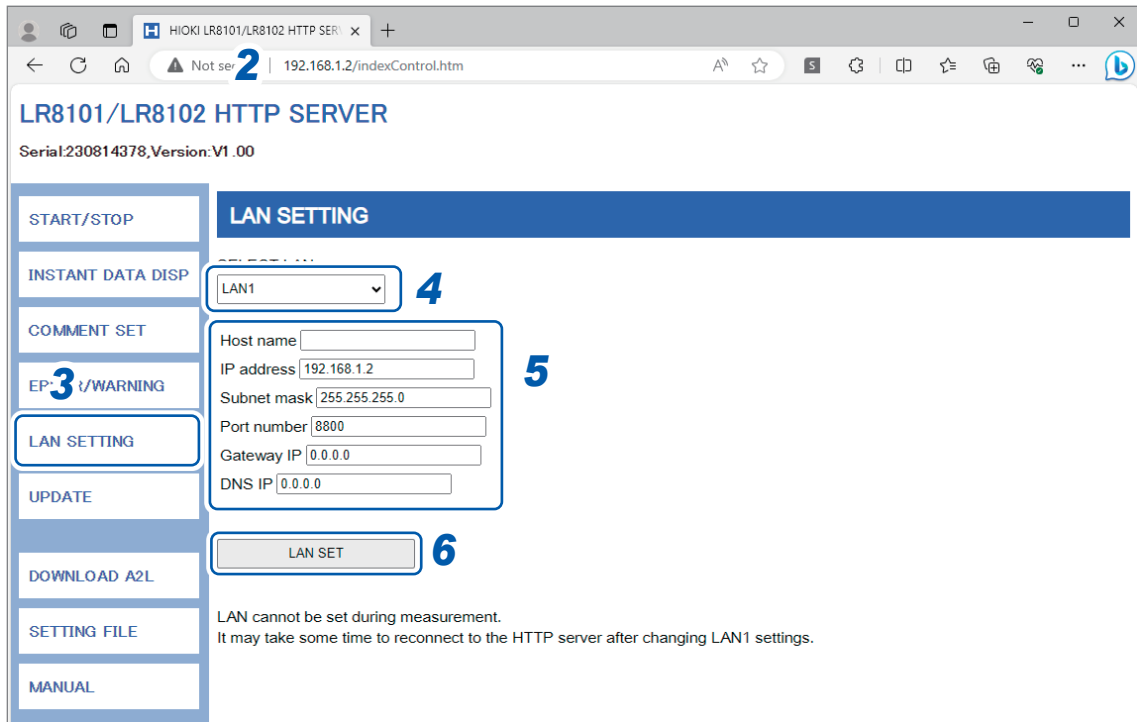 HIOKI LR8101/LR8102 HTTP SER
Not 2 192.168.1.2/indexControl.htm
LR8101/LR8102 HTTP SERVER
Serial:230814378,Version:V1.00
START/STOP
LAN SETTING
INSTANT DATA DISP
LAN1
4
COMMENT SET
Host name
IP address 192.168.1.2
5
3 /WARNING
Subnet mask 255.255.255.0
Port number 8800
LAN SETTING
Gateway IP 0.0.0.0
DNS IP 0.0.0.0
UPDATE
LAN SET
6
DOWNLOAD A2L
LAN cannot be set during measurement.
SETTING FILE
It may take some time to reconnect to the HTTP server after changing LAN1 settings.
MANUAL